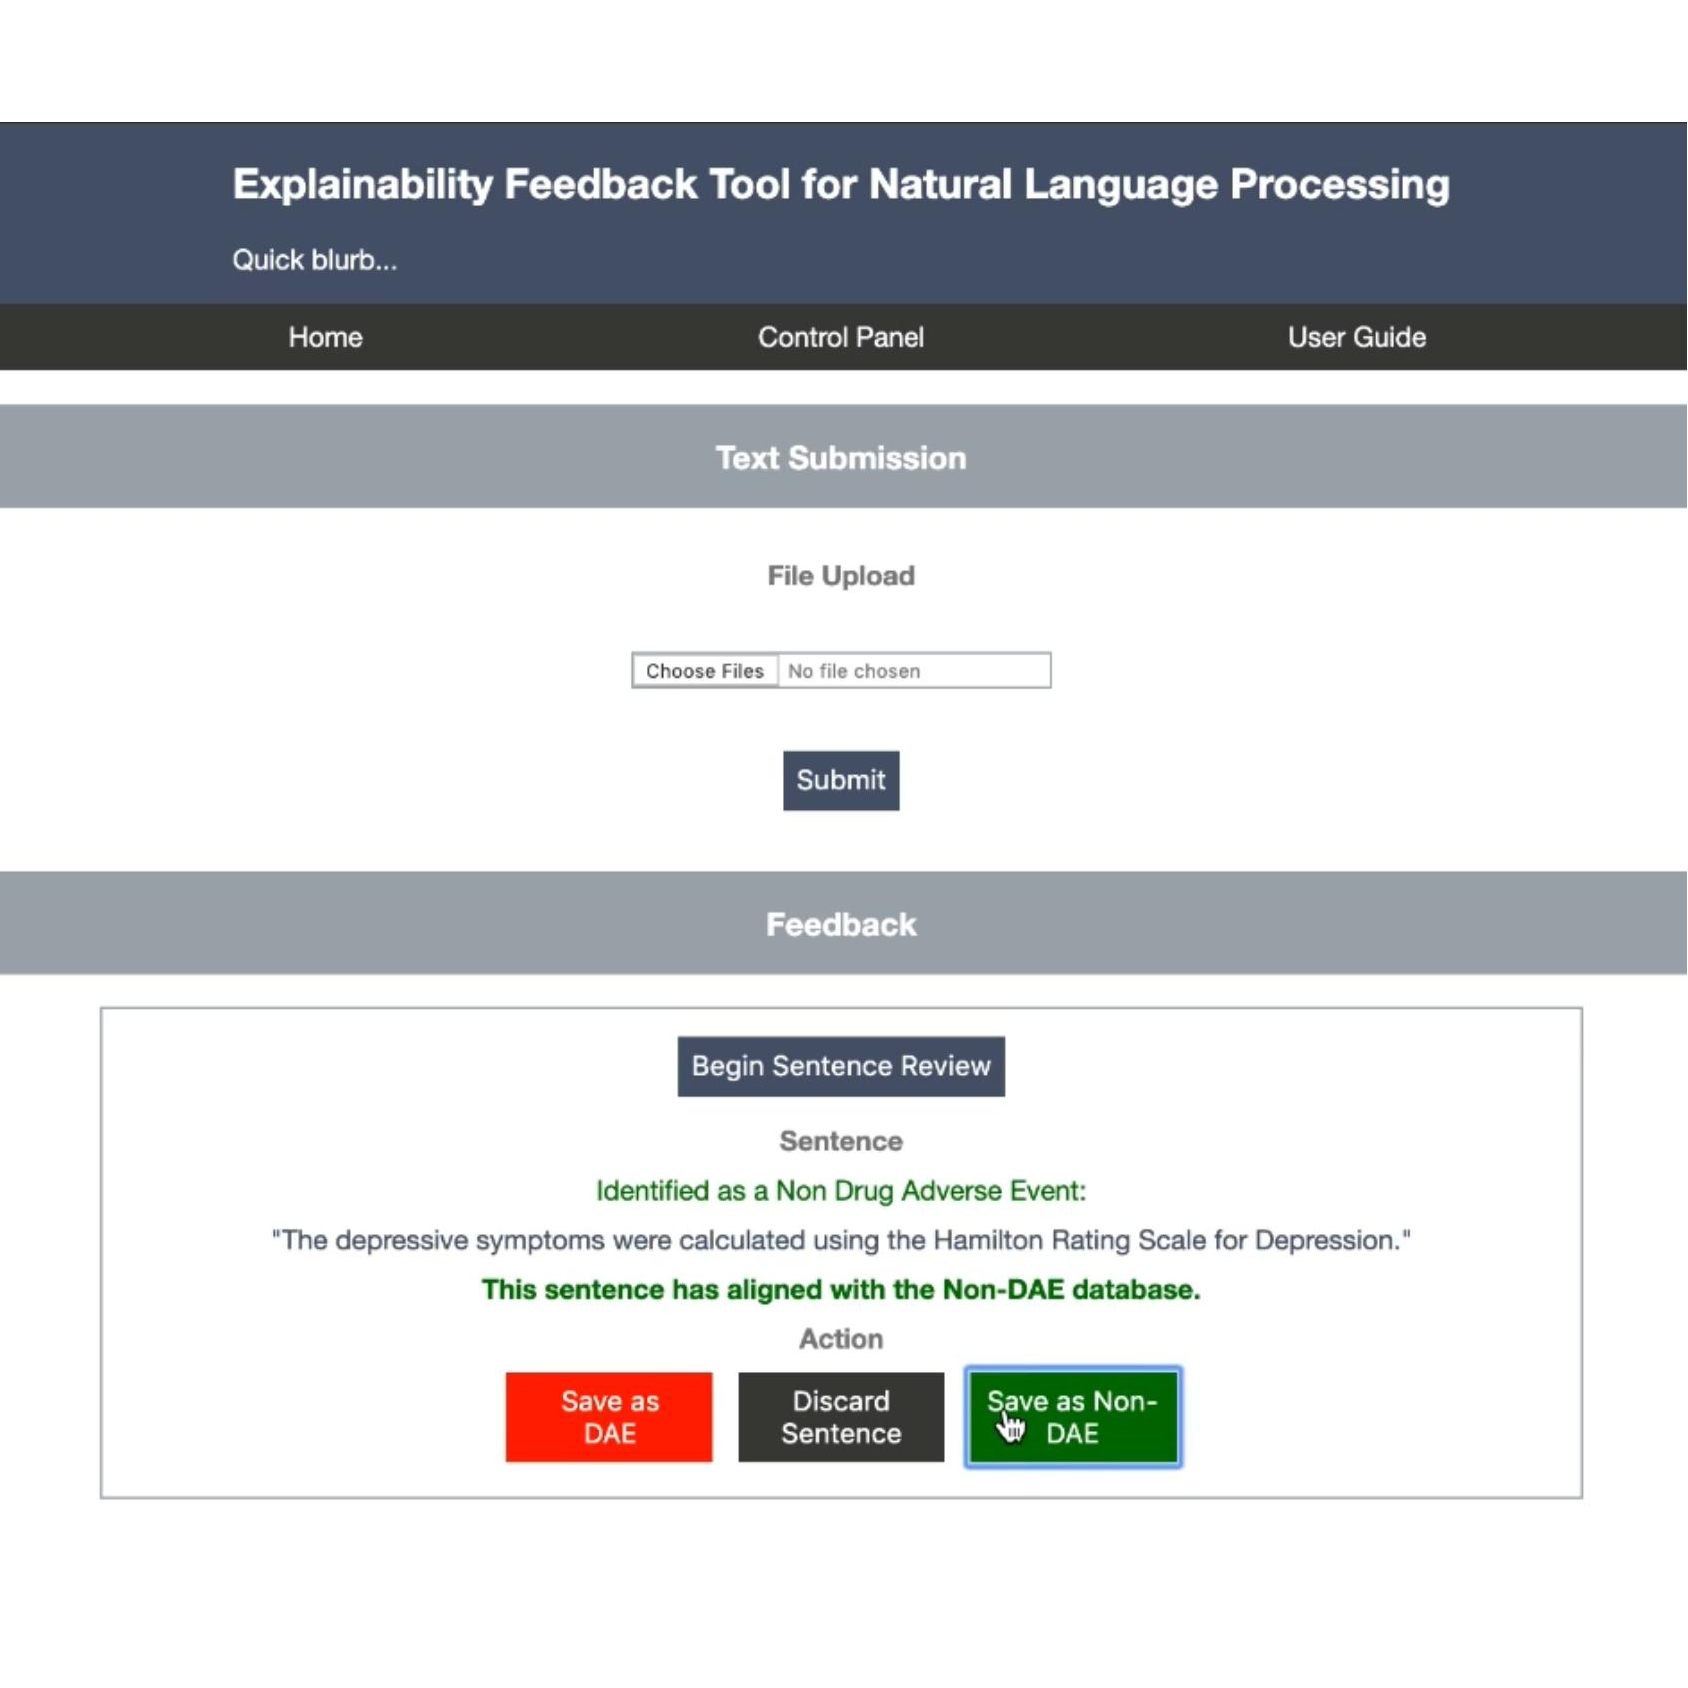 Explainability Feedback Tool for Natural Language Processing
Quick blurb...
Home
Control Panel
User Guide
Text Submission
File Upload
Choose Files
No file chosen
Submit
Feedback
Begin Sentence Review
Sentence
Identified as a Non Drug Adverse Event:
"The depressive symptoms were calculated using the Hamilton Rating Scale for Depression."
This sentence has aligned with the Non-DAE database.
Action
Save as
DAE
Discard
Sentence
Save as Non-
DAE